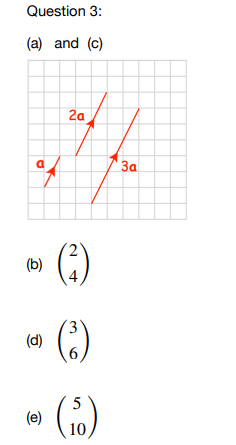 Question 3:
(a) and (c)
2a
a
3a
(b) (2
4)
(d) (3
6)
(e) (5
10)